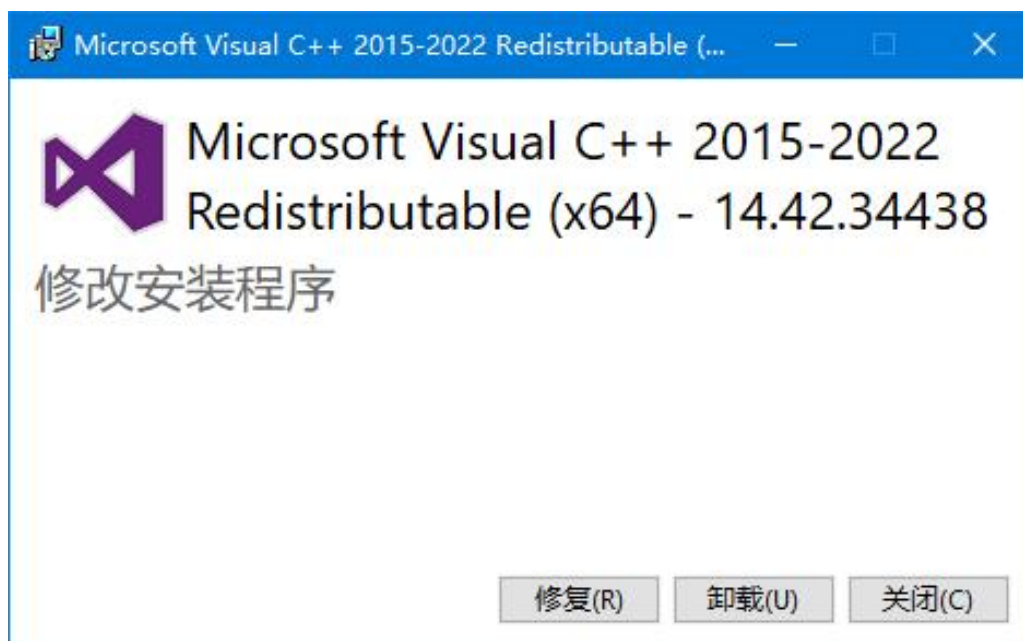 Microsoft Visual C++ 2015-2022 Redistributable (...
Microsoft Visual C++ 2015-2022
Redistributable (x64) - 14.42.34438
修改安装程序
修复(R) 卸载(U) 关闭(C)